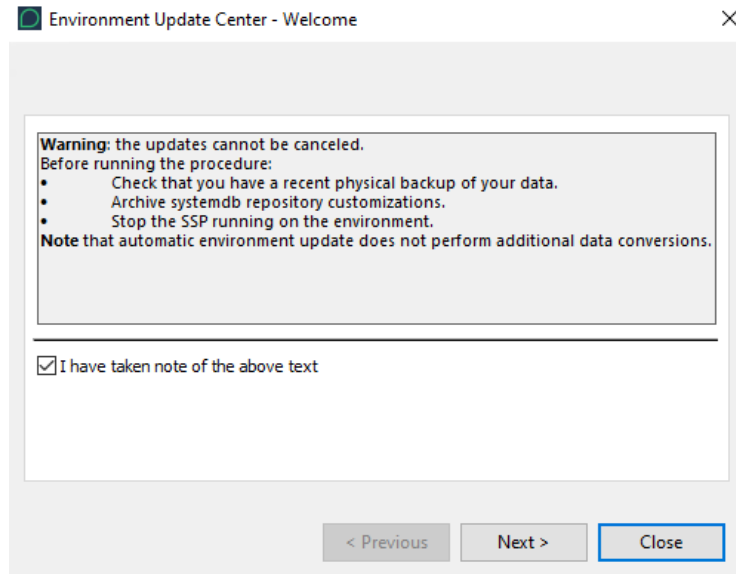 Environment Update Center - Welcome
Warning: the updates cannot be canceled.
Before running the procedure:
• Check that you have a recent physical backup of your data.
• Archive systemdb repository customizations.
• Stop the SSP running on the environment.
Note that automatic environment update does not perform additional data conversions.
I have taken note of the above text
< Previous Next > Close